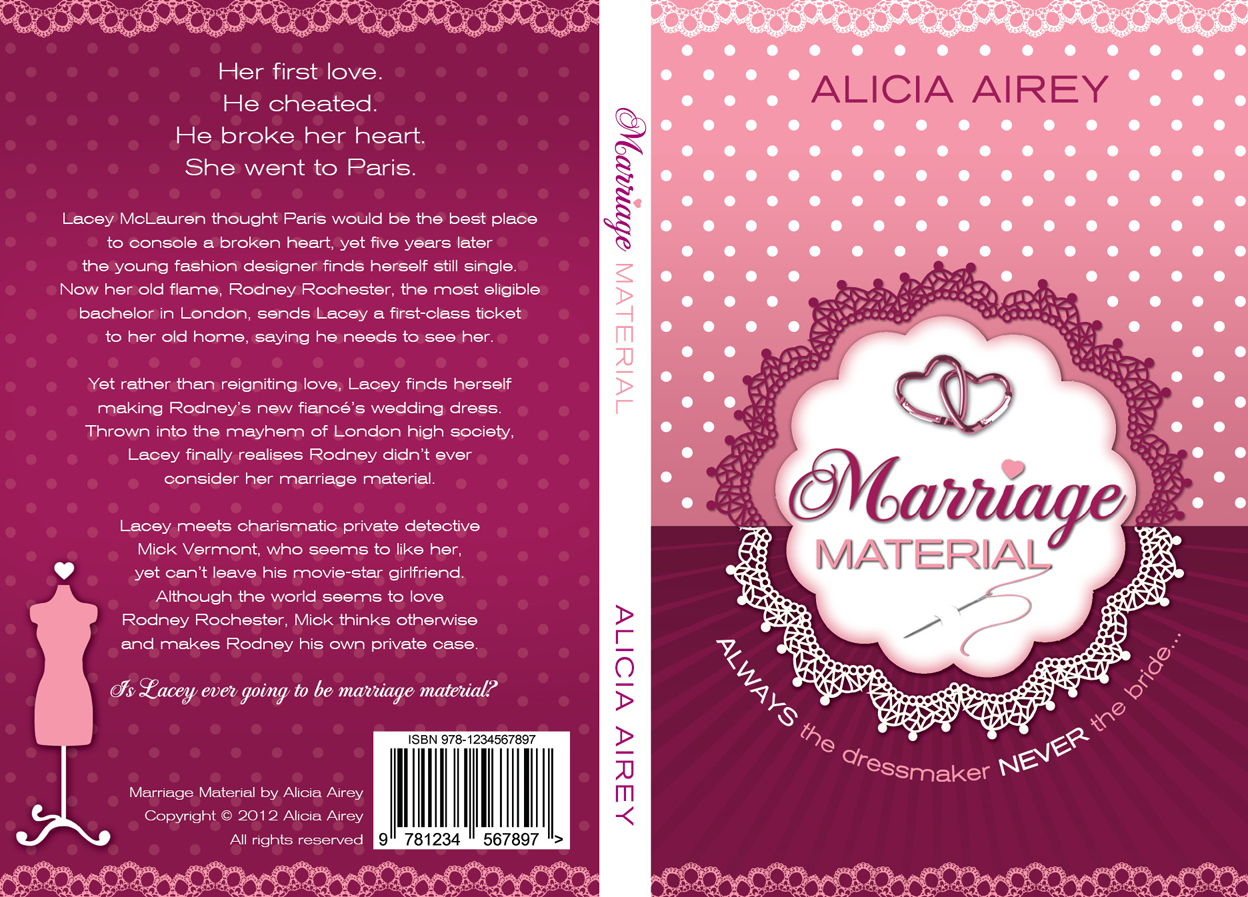 Her first love.
He cheated.
He broke her heart.
She went to Paris.
Lacey McLauren thought Paris would be the best place
to console a broken heart, yet five years later
the young fashion designer finds herself still single.
Now her old flame, Rodney Rochester, the most eligible
bachelor in London, sends Lacey a first-class ticket
to her old home, saying he needs to see her.
Yet rather than reigniting love, Lacey finds herself
making Rodney's new fiancé's wedding dress.
Thrown into the mayhem of London high society,
Lacey finally realises Rodney didn't ever
consider her marriage material.
Lacey meets charismatic private detective
Mick Vermont, who seems to like her,
yet can't leave his movie-star girlfriend.
Although the world seems to love
Rodney Rochester, Mick thinks otherwise
and makes Rodney his own private case.
Is Lacey ever going to be marriage material?
Marriage Material by Alicia Airey
Copyright © 2012 Alicia Airey
All rights reserved
ISBN 978-1234567897
9 781234 567897 >
Marriage MATERIAL
ALICIA AIREY
ALICIA AIREY
Marriage
MATERIAL
ALWAYS the dressmaker NEVER the bride...